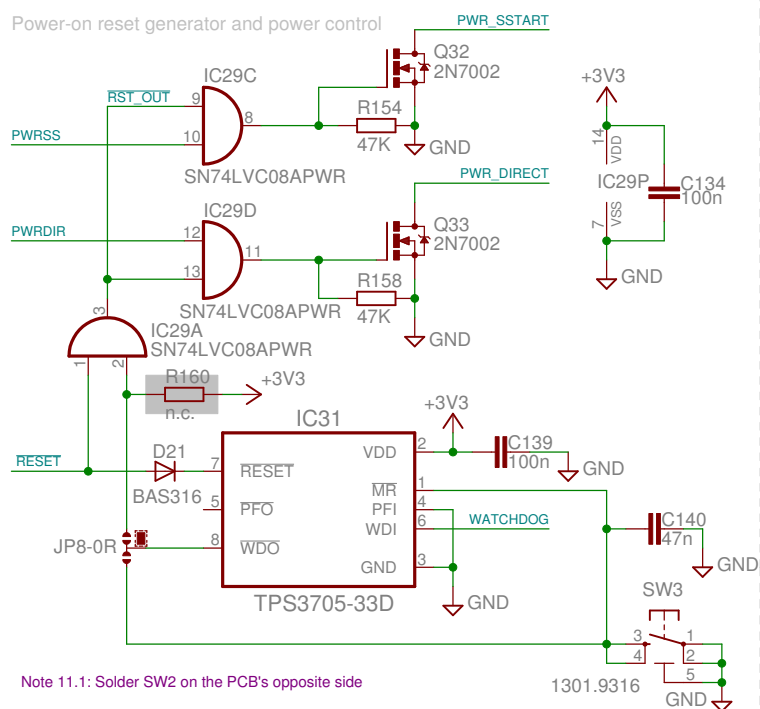 Power-on reset generator and power control
PWR_SSTART
Q32
2N7002
IC29C
RST_OUT
9
8
10
PWRSS
R154
47K
GND
SN74LVC08APWR
+3V3
14
VDD
IC29P
C134
100n
7
VSS
GND
PWR_DIRECT
IC29D
Q33
2N7002
PWRDIR
12
11
13
R158
47K
SN74LVC08APWR
GND
3
IC29A
SN74LVC08APWR
1
2
R160
n.c.
+3V3
IC31
+3V3
D21
BAS316
RESET
7
RESET
VDD
2
C139
100n
GND
MR
1
5
PFO
PFI
4
WDI
6
WATCHDOG
C140
47n
GND
JP8-0R
8
WDO
GND
3
TPS3705-33D
GND
SW3
3
1
4
2
5
1301.9316
GND
Note 11.1: Solder SW2 on the PCB's opposite side